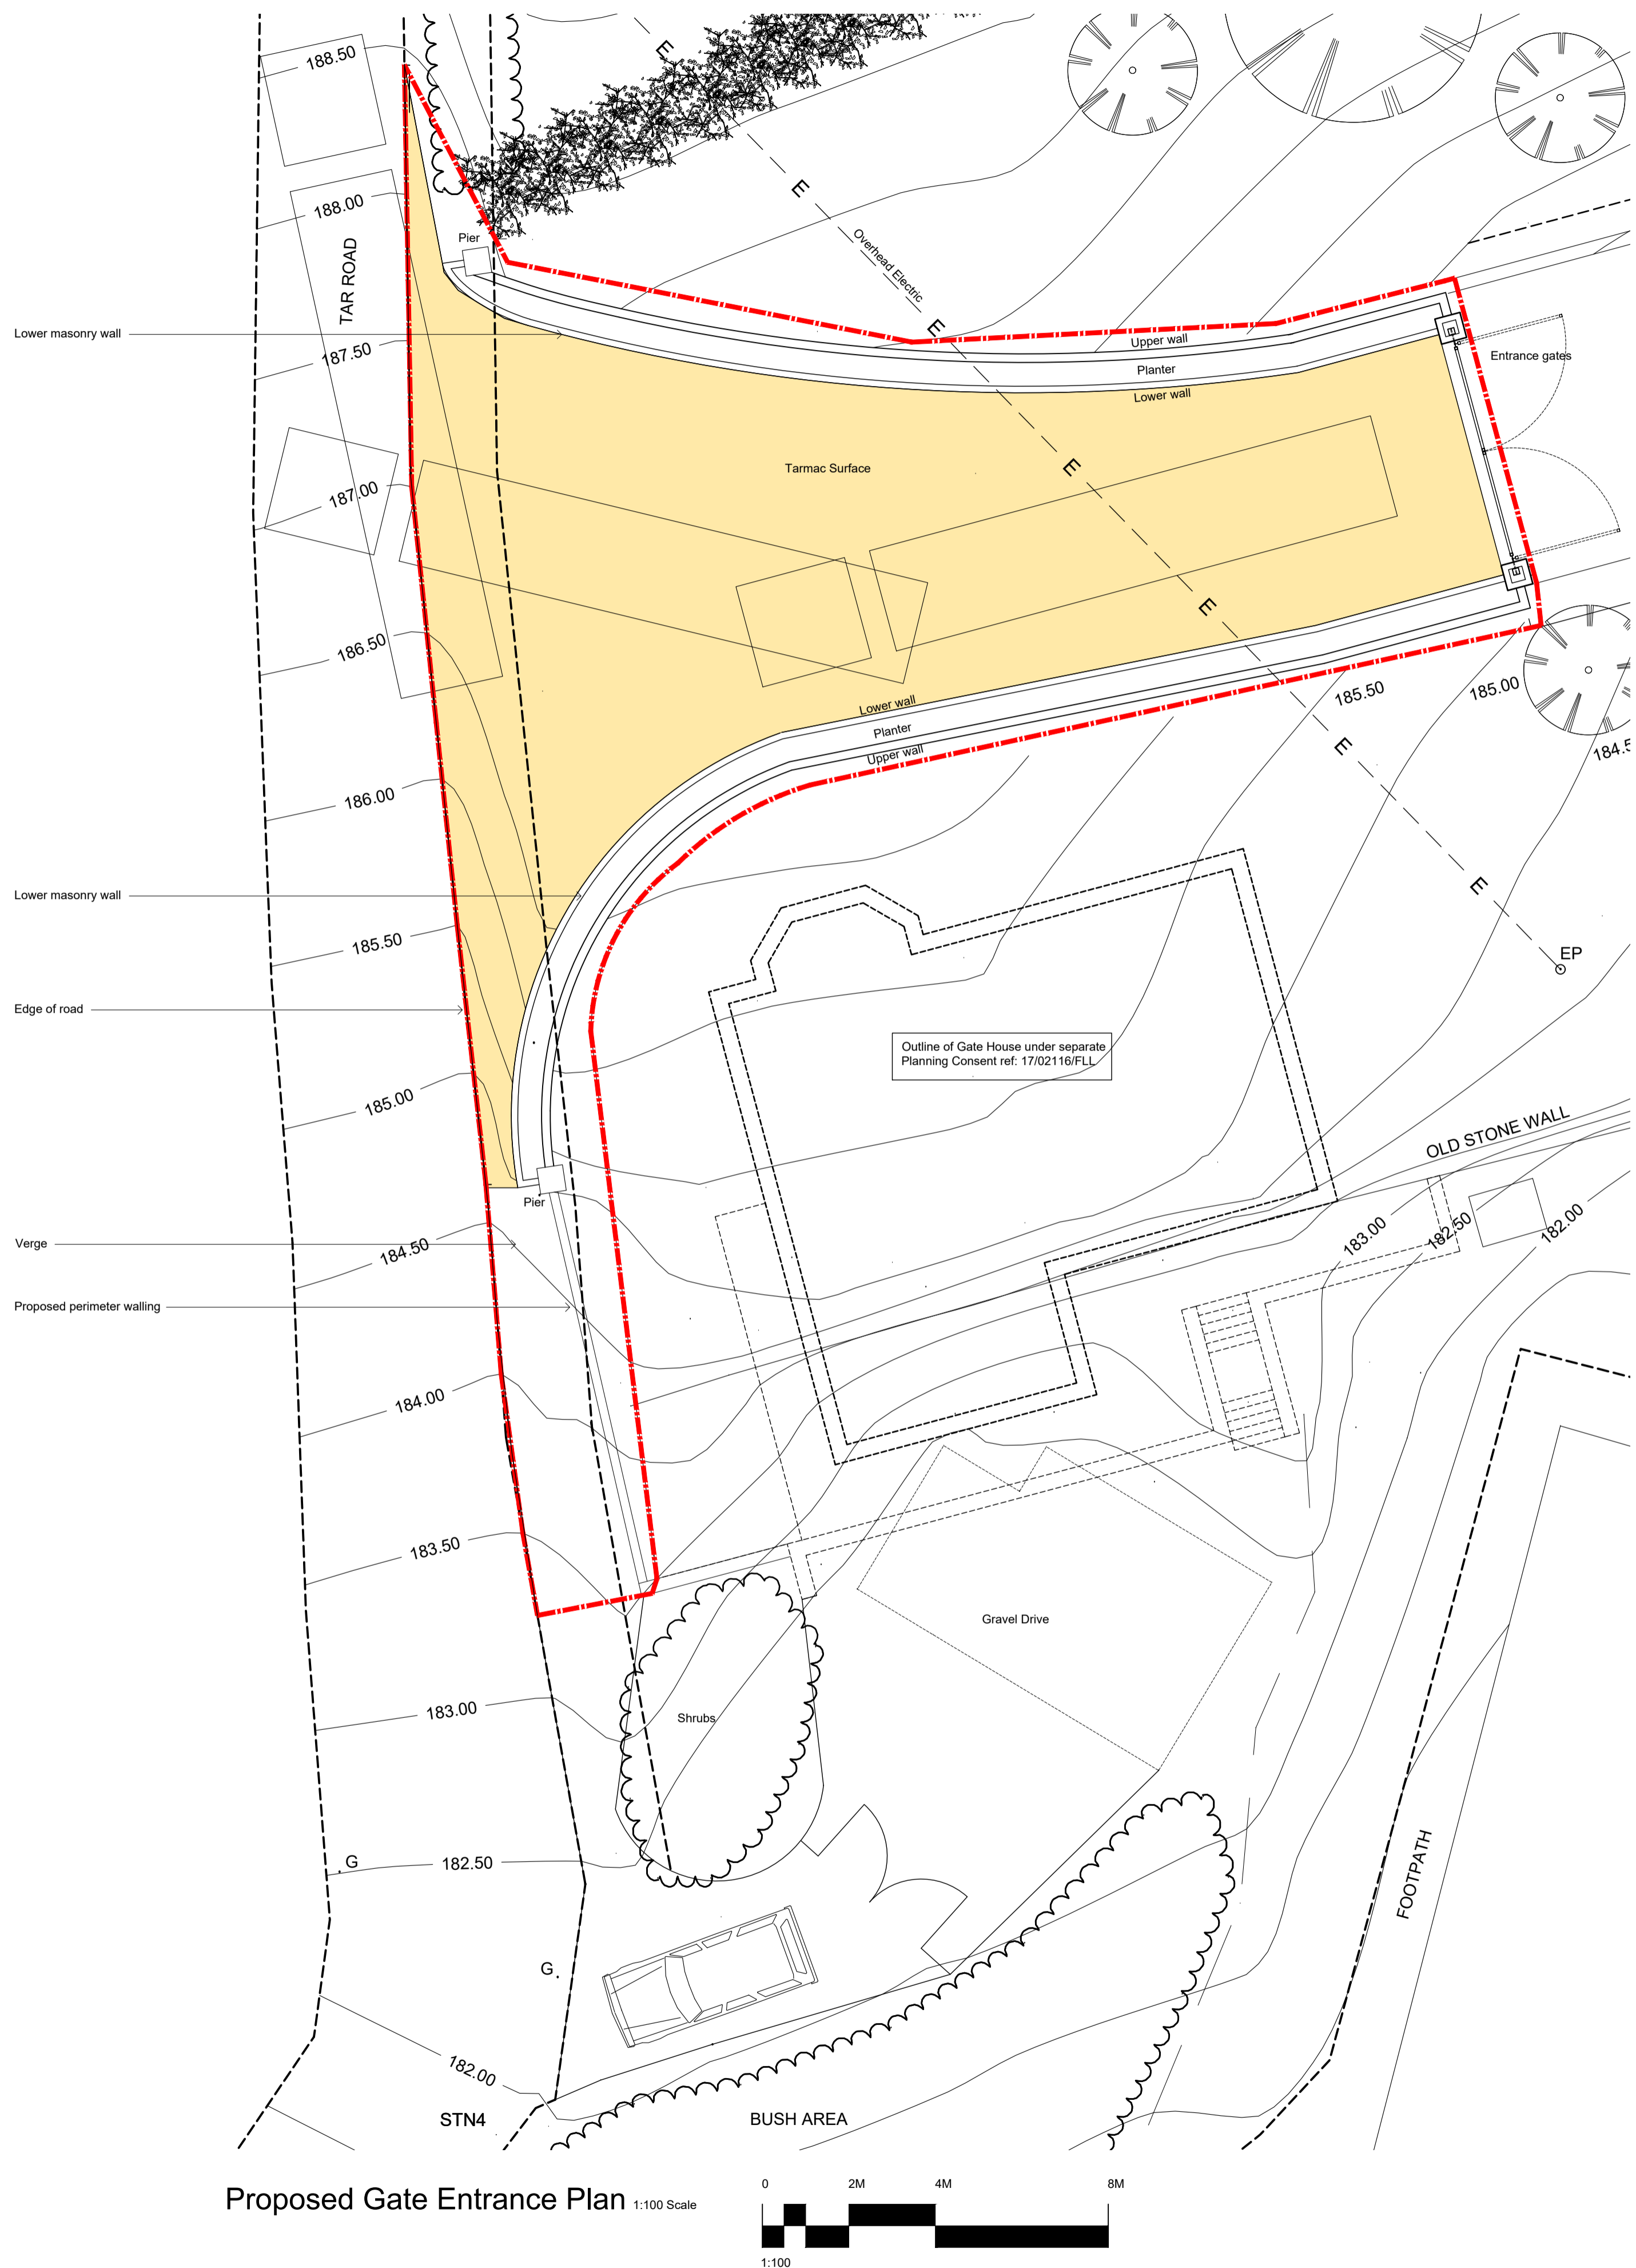 188.50
E
188.00
E
Pier
TAR ROAD
Overhead Electric
Lower masonry wall
E
Upper wall
187.50
Entrance gates
Planter
Lower wall
E
Tarmac Surface
E
187.00
E
E
186.50
185.50
185.00
Lower wall
Planter
E
Upper wall
186.00
E
Lower masonry wall
185.50
EP
Edge of road
Outline of Gate House under separate
Planning Consent ref: 17/02116/FLL
185.00
OLD STONE WALL
Pier
183.00
182.50
182.00
Verge
184.50
Proposed perimeter walling
184.00
183.50
Gravel Drive
183.00
Shrubs
G
182.50
FOOTPATH
G
182.00
STN4
BUSH AREA
Proposed Gate Entrance Plan 1:100 Scale
0 2M 4M 8M
1:100